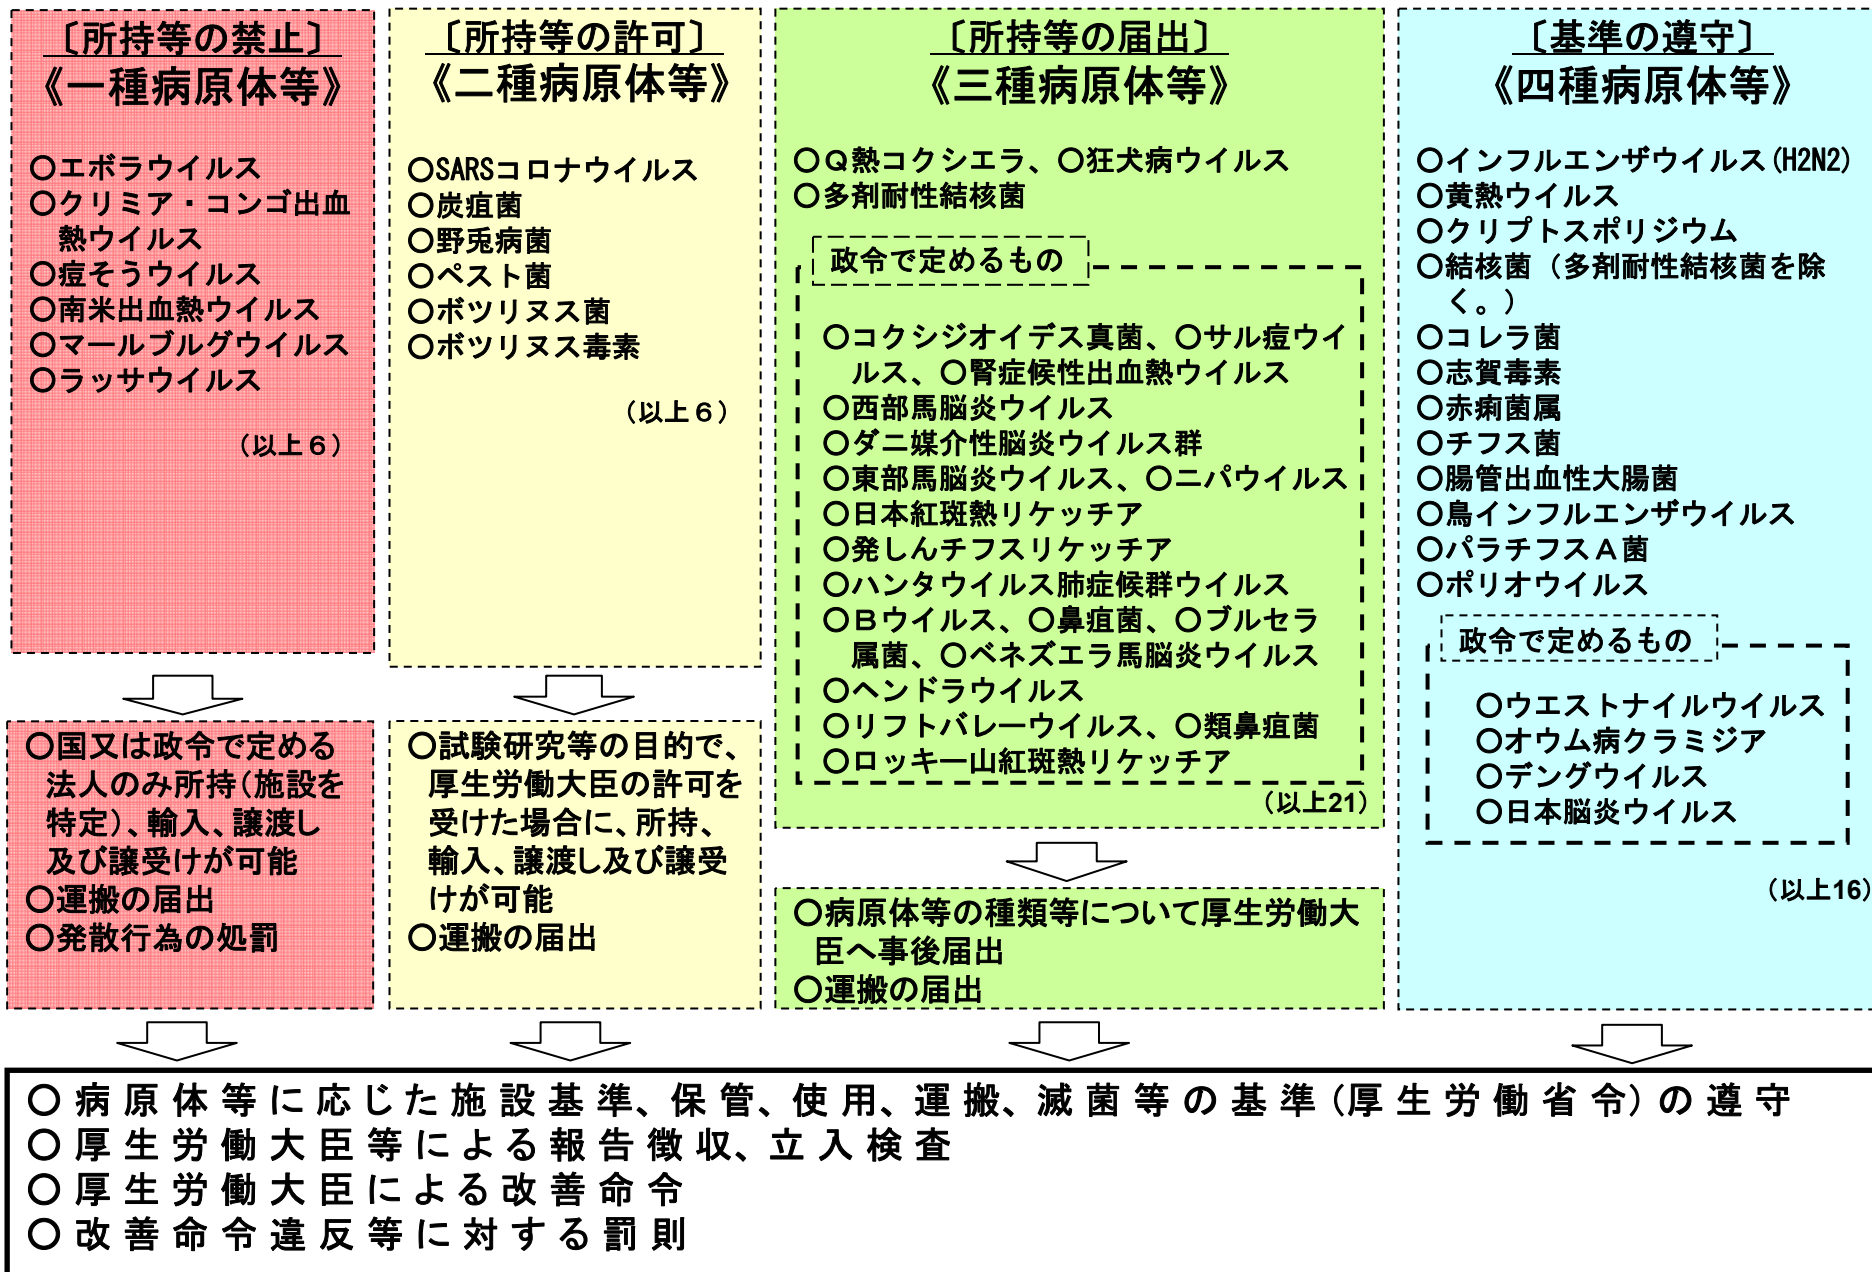 〔所持等の禁止〕
《一種病原体等》
○エボラウイルス
○クリミア・コンゴ出血
熱ウイルス
○痘そうウイルス
○南米出血熱ウイルス
○マールブルグウイルス
○ラッサウイルス
（以上６）
○国又は政令で定める
法人のみ所持（施設を
特定）、輸入、譲渡し
及び譲受けが可能
○運搬の届出
○発散行為の処罰
〔所持等の許可〕
《二種病原体等》
○SARSコロナウイルス
○炭疽菌
○野兎病菌
○ペスト菌
○ボツリヌス菌
○ボツリヌス毒素
（以上６）
○試験研究等の目的で、
厚生労働大臣の許可を
受けた場合に、所持、
輸入、譲渡し及び譲受
けが可能
○運搬の届出
〔所持等の届出〕
《三種病原体等》
○Ｑ熱コクシエラ、○狂犬病ウイルス
○多剤耐性結核菌
政令で定めるもの
○コクシジオイデス真菌、○サル痘ウイ
ルス、○腎症候性出血熱ウイルス
○西部馬脳炎ウイルス
○ダニ媒介性脳炎ウイルス群
○東部馬脳炎ウイルス、○ニパウイルス
○日本紅斑熱リケッチア
○発しんチフスリケッチア
○ハンタウイルス肺症候群ウイルス
○Ｂウイルス、○鼻疽菌、○ブルセラ
属菌、○ベネズエラ馬脳炎ウイルス
○ヘンドラウイルス
○リフトバレーウイルス、○類鼻疽菌
○ロッキー山紅斑熱リケッチア
（以上21）
○病原体等の種類等について厚生労働大
臣へ事後届出
○運搬の届出
〔基準の遵守〕
《四種病原体等》
○インフルエンザウイルス(H2N2)
○黄熱ウイルス
○クリプトスポリジウム
○結核菌（多剤耐性結核菌を除
く。）
○コレラ菌
○志賀毒素
○赤痢菌属
○チフス菌
○腸管出血性大腸菌
○鳥インフルエンザウイルス
○パラチフスＡ菌
○ポリオウイルス
政令で定めるもの
○ウエストナイルウイルス
○オウム病クラミジア
○デングウイルス
○日本脳炎ウイルス
（以上16）
○病原体等に応じた施設基準、保管、使用、運搬、滅菌等の基準(厚生労働省令)の遵守
○厚生労働大臣等による報告徴収、立入検査
○厚生労働大臣による改善命令
○改善命令違反等に対する罰則